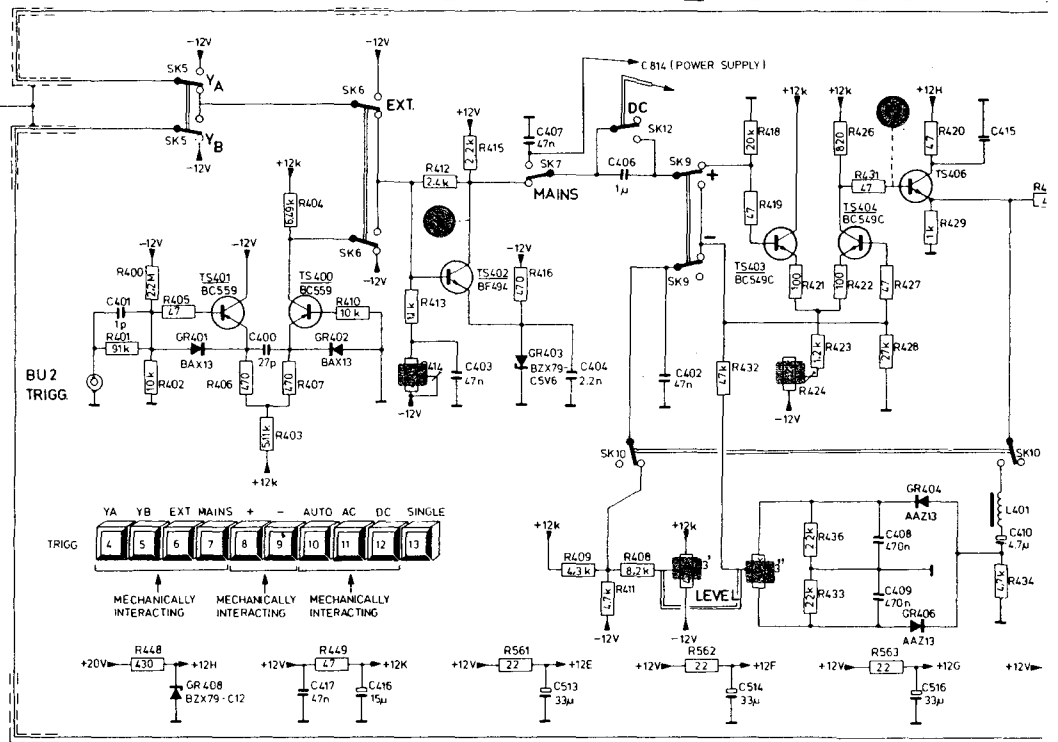 -12V
SK5
YA
SK5
YB
-12V
-12V
SK6
EXT.
SK6
-12V
+12k
6.49k
R404
C814 (POWER SUPPLY)
DC
SK12
C407
47n
SK7
MAINS
C406
1µ
+12V
2.2k
R415
R412
2.4k
TS402
BF494
R416
470
-12V
R413
1k
C403
47n
-12V
GR403
BZX79-
C5V6
C404
2.2n
-12V
R400
2.2M
C401
1p
R405
47
R401
91k
10k
R402
TS401
BC559
TS400
BC559
R410
10k
GR401
BAX13
C400
27p
GR402
BAX13
R406
470
470
R407
5.11k
R403
+12k
BU 2
TRIGG.
SK9
+
-
SK9
R418
20k
47
R419
+12k
+12k
820
R426
+12H
47
R420
C415
R431
47
TS406
1k
R429
TS403
BC549C
TS404
BC549C
100
R421
100
R422
47
R427
1.2k
R423
R424
-12V
27k
R428
C402
47n
47k
R432
SK10
SK10
L401
C410
4.7µ
4.7k
R434
GR404
AAZ13
GR406
AAZ13
2.2k
R436
22k
R433
C408
470n
C409
470n
+12k
R409
4.3k
R408
8.2k
4.7k
R411
-12V
+12k
3'
-12V
LEVEL
3"
YA YB EXT MAINS + - AUTO AC DC SINGLE
TRIGG 4 5 6 7 8 9 10 11 12 13
MECHANICALLY
INTERACTING
MECHANICALLY
INTERACTING
MECHANICALLY
INTERACTING
+20V
R448
430
+12H
GR 408
BZX79-C12
+12V
R449
47
+12K
C417
47n
C416
15µ
+12V
R561
22
+12E
C513
33µ
+12V
R562
22
+12F
C514
33µ
+12V
R563
22
+12G
C516
33µ
+12V